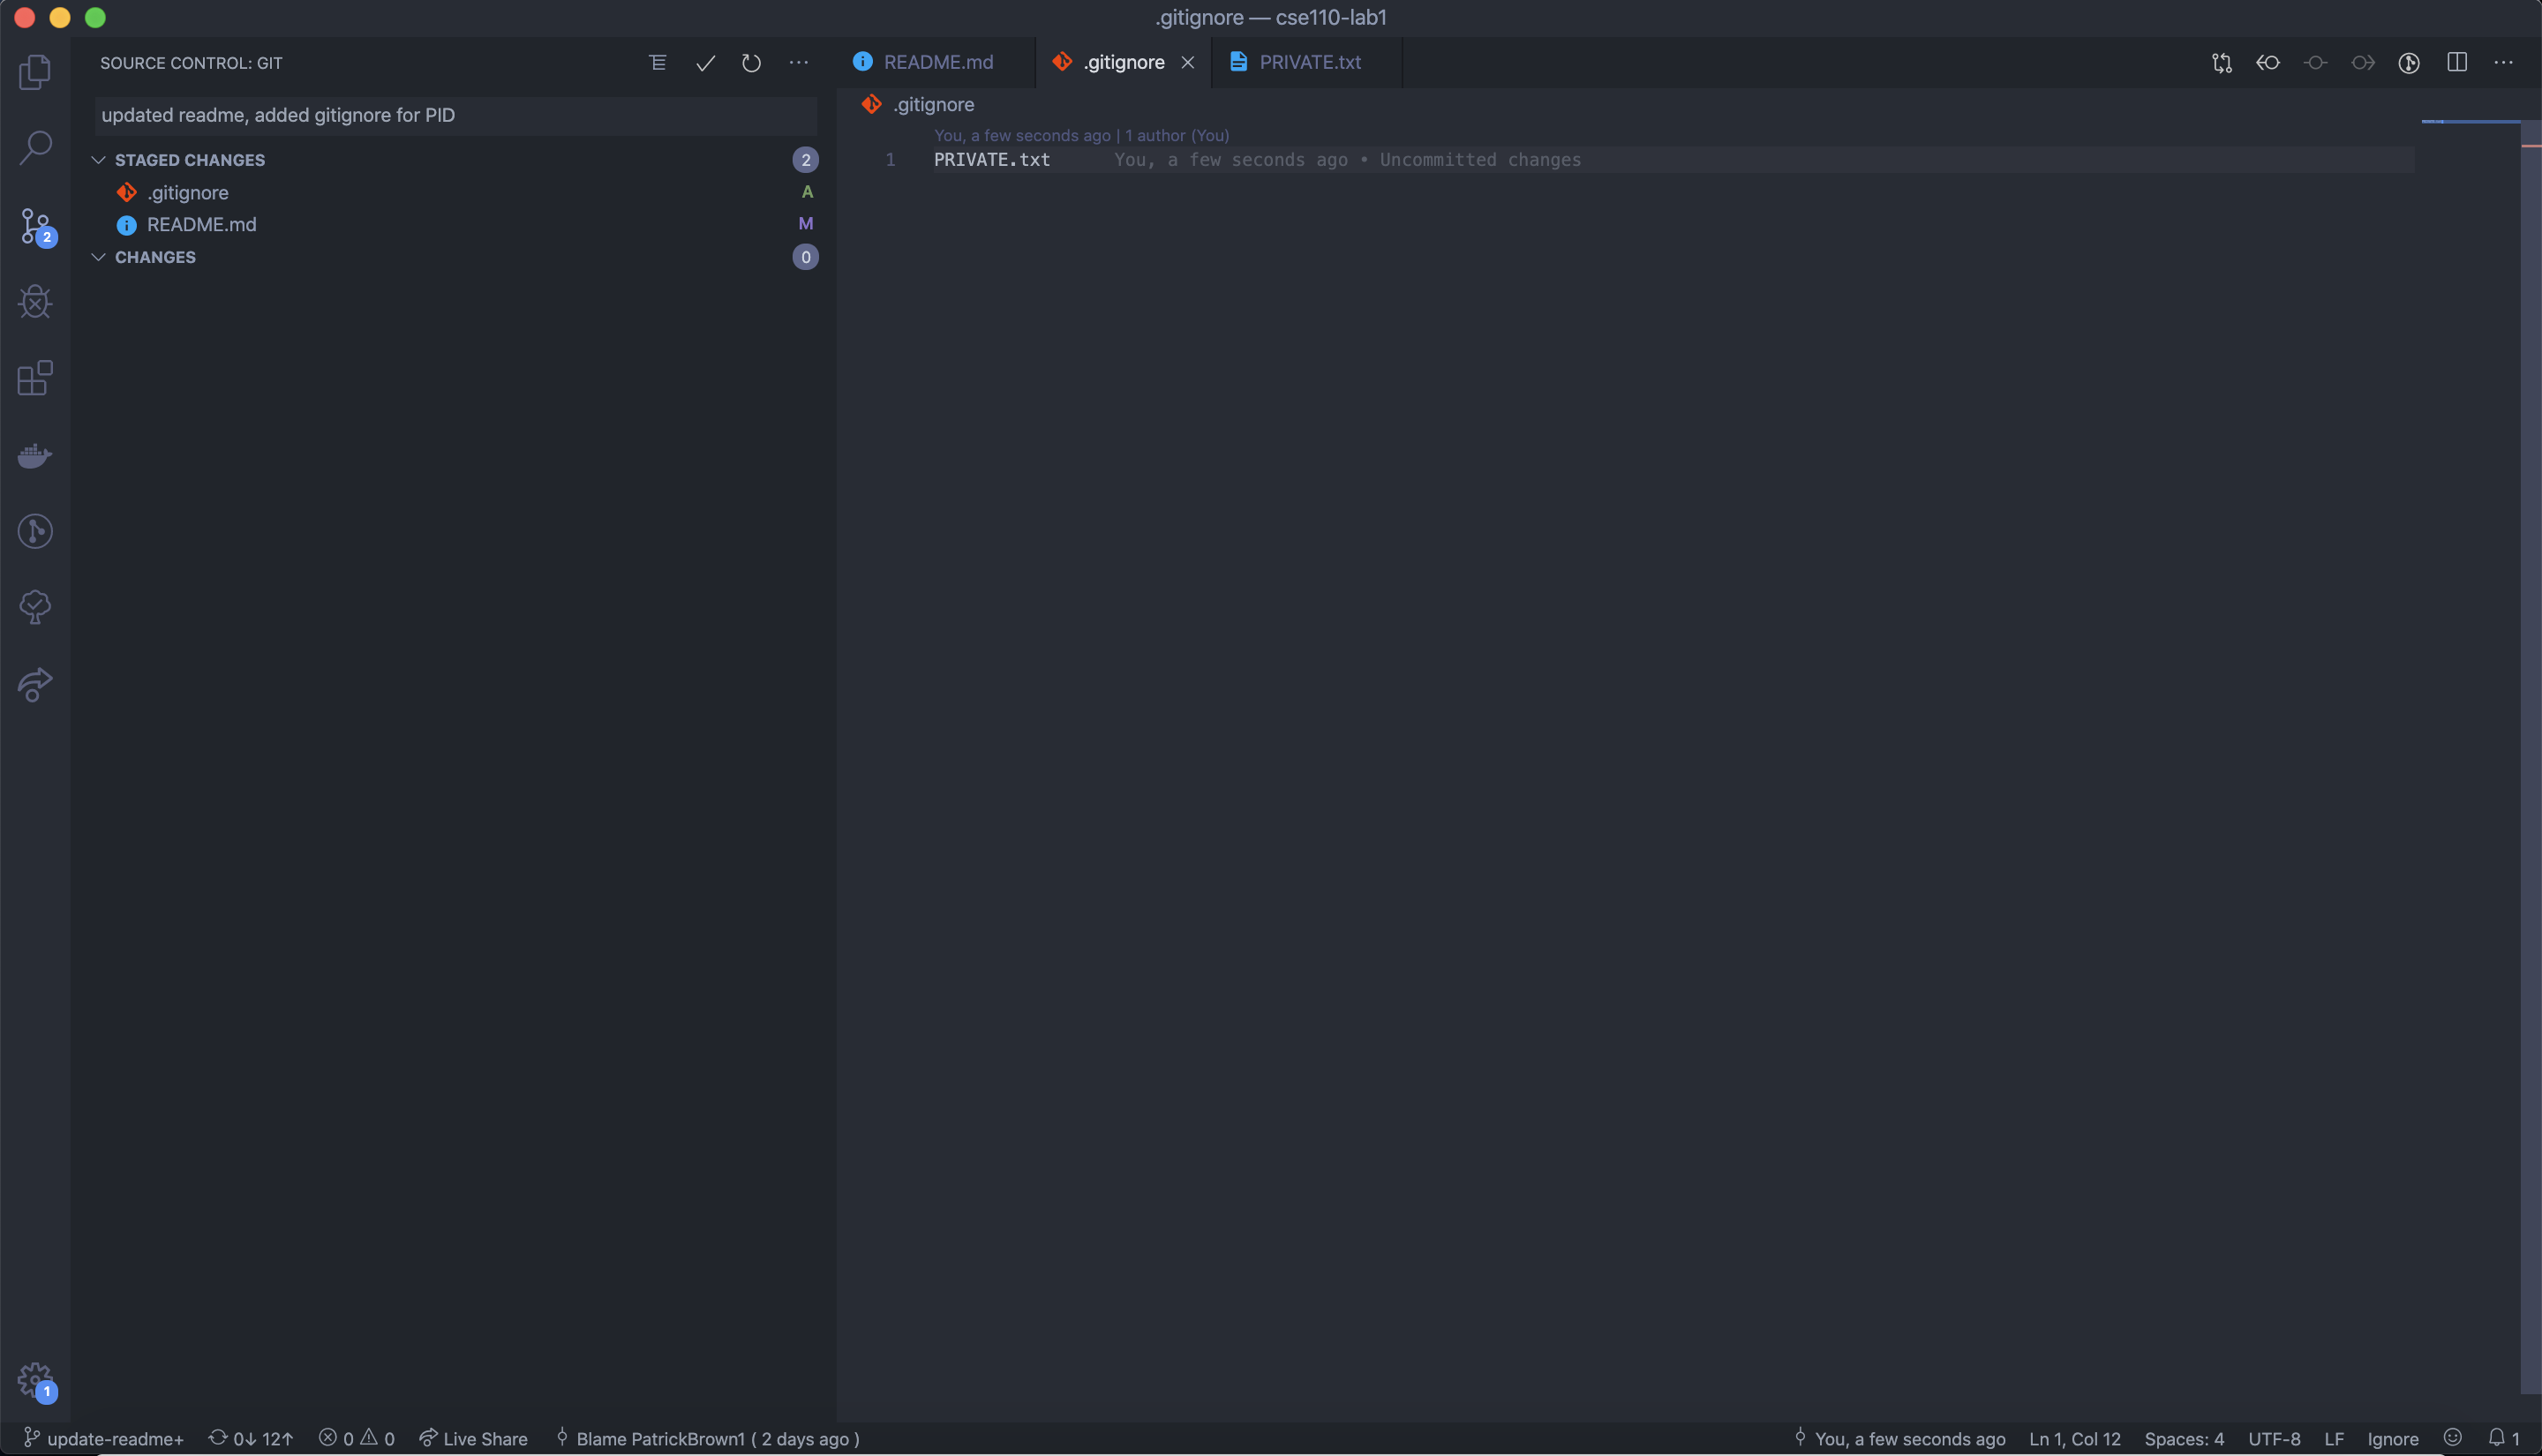 .gitignore — cse110-lab1
SOURCE CONTROL: GIT
README.md
.gitignore
PRIVATE.txt
updated readme, added gitignore for PID
STAGED CHANGES 2
.gitignore A
README.md M
CHANGES 0
.gitignore
You, a few seconds ago | 1 author (You)
1 PRIVATE.txt You, a few seconds ago • Uncommitted changes
2
1
update-readme+ 0↓ 12↑ 0 0 Live Share Blame PatrickBrown1 ( 2 days ago ) You, a few seconds ago Ln 1, Col 12 Spaces: 4 UTF-8 LF Ignore 1